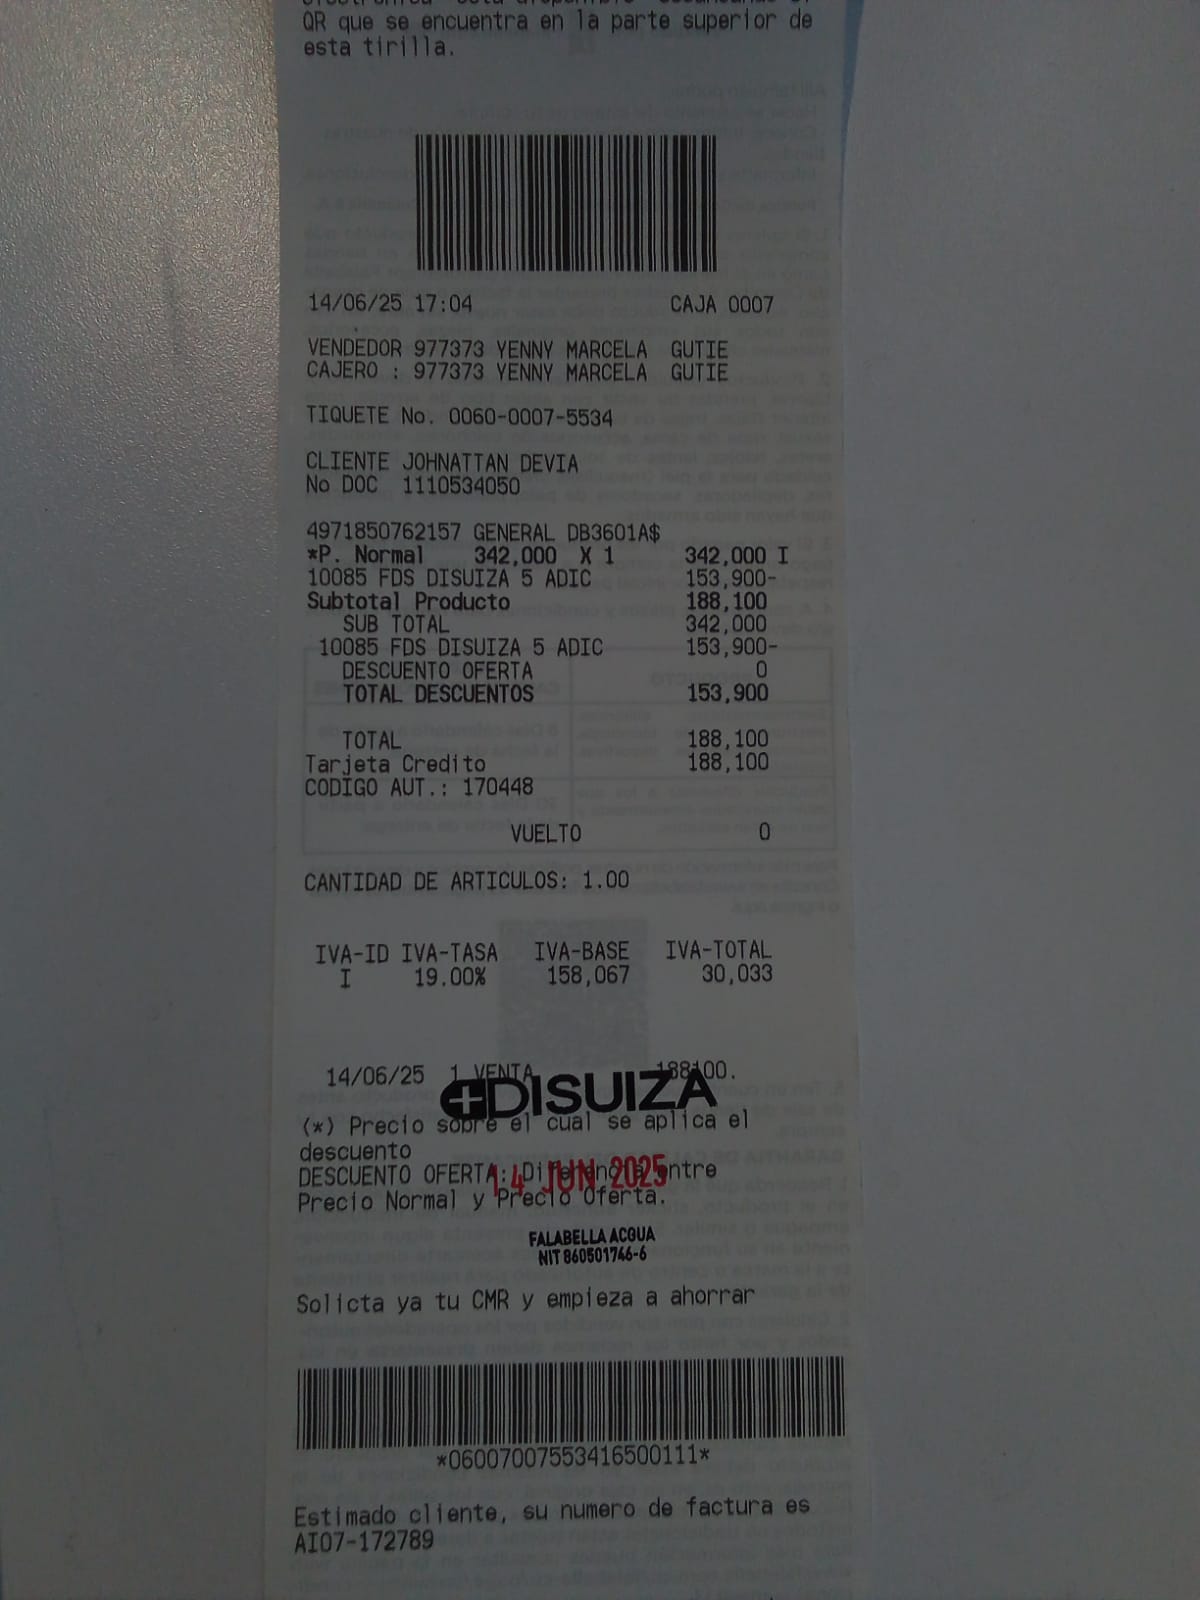 QR que se encuentra en la parte superior de
esta tirilla.
14/06/25 17:04 CAJA 0007
VENDEDOR 977373 YENNY MARCELA GUTIE
CAJERO : 977373 YENNY MARCELA GUTIE
TIQUETE No. 0060-0007-5534
CLIENTE JOHNATTAN DEVIA
No DOC 1110534050
4971850762157 GENERAL DB3601A$
*P. Normal 342,000 X 1 342,000 I
10085 FDS DISUIZA 5 ADIC 153,900-
Subtotal Producto 188,100
SUB TOTAL 342,000
10085 FDS DISUIZA 5 ADIC 153,900-
DESCUENTO OFERTA 0
TOTAL DESCUENTOS 153,900
TOTAL 188,100
Tarjeta Credito 188,100
CODIGO AUT.: 170448
VUELTO 0
CANTIDAD DE ARTICULOS: 1.00
IVA-ID IVA-TASA IVA-BASE IVA-TOTAL
I 19.00% 158,067 30,033
14/06/25 1 VENTA 188100.
DISUIZA
(*) Precio sobre el cual se aplica el
descuento
DESCUENTO OFERTA: Diferencia entre
14 JUN 2025
Precio Normal y Precio Oferta.
FALABELLA ACQUA
NIT 860501746-6
Solicta ya tu CMR y empieza a ahorrar
*06007007553416500111*
Estimado cliente, su numero de factura es
AI07-172789